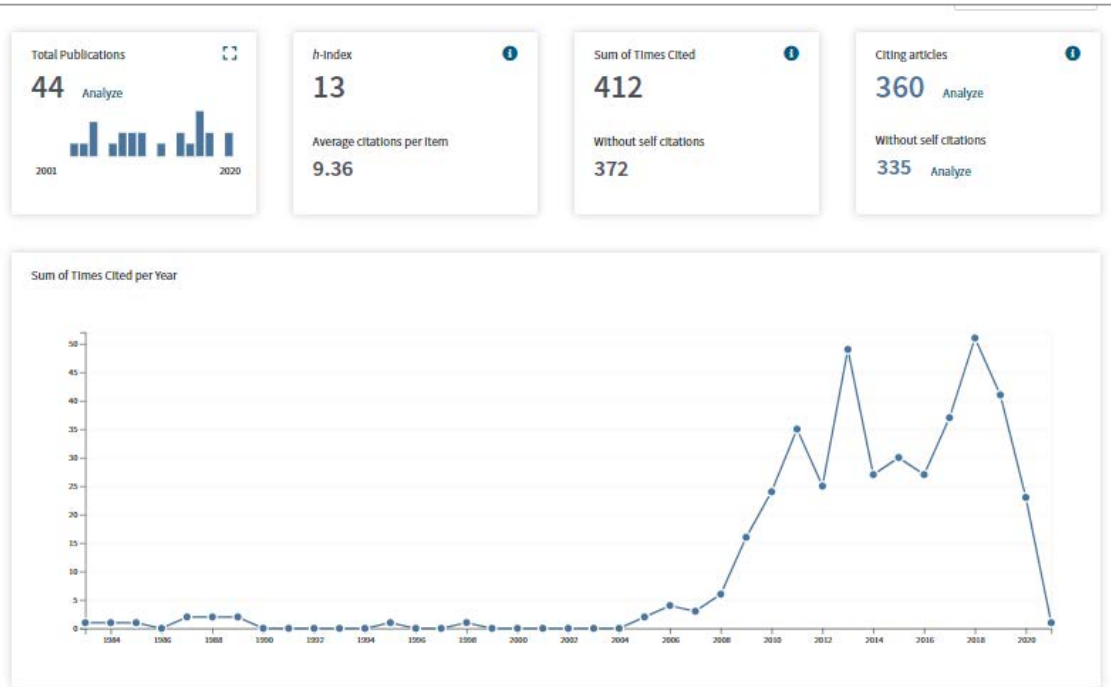 Total Publications
44 Analyze
2001 2020
h-index
13
Average citations per item
9.36
Sum of Times Cited
412
Without self citations
372
Citing articles
360 Analyze
Without self citations
335 Analyze
Sum of Times Cited per Year
50
45
40
35
30
25
20
15
10
5
0
1984 1986 1988 1990 1992 1994 1996 1998 2000 2002 2004 2006 2008 2010 2012 2014 2016 2018 2020